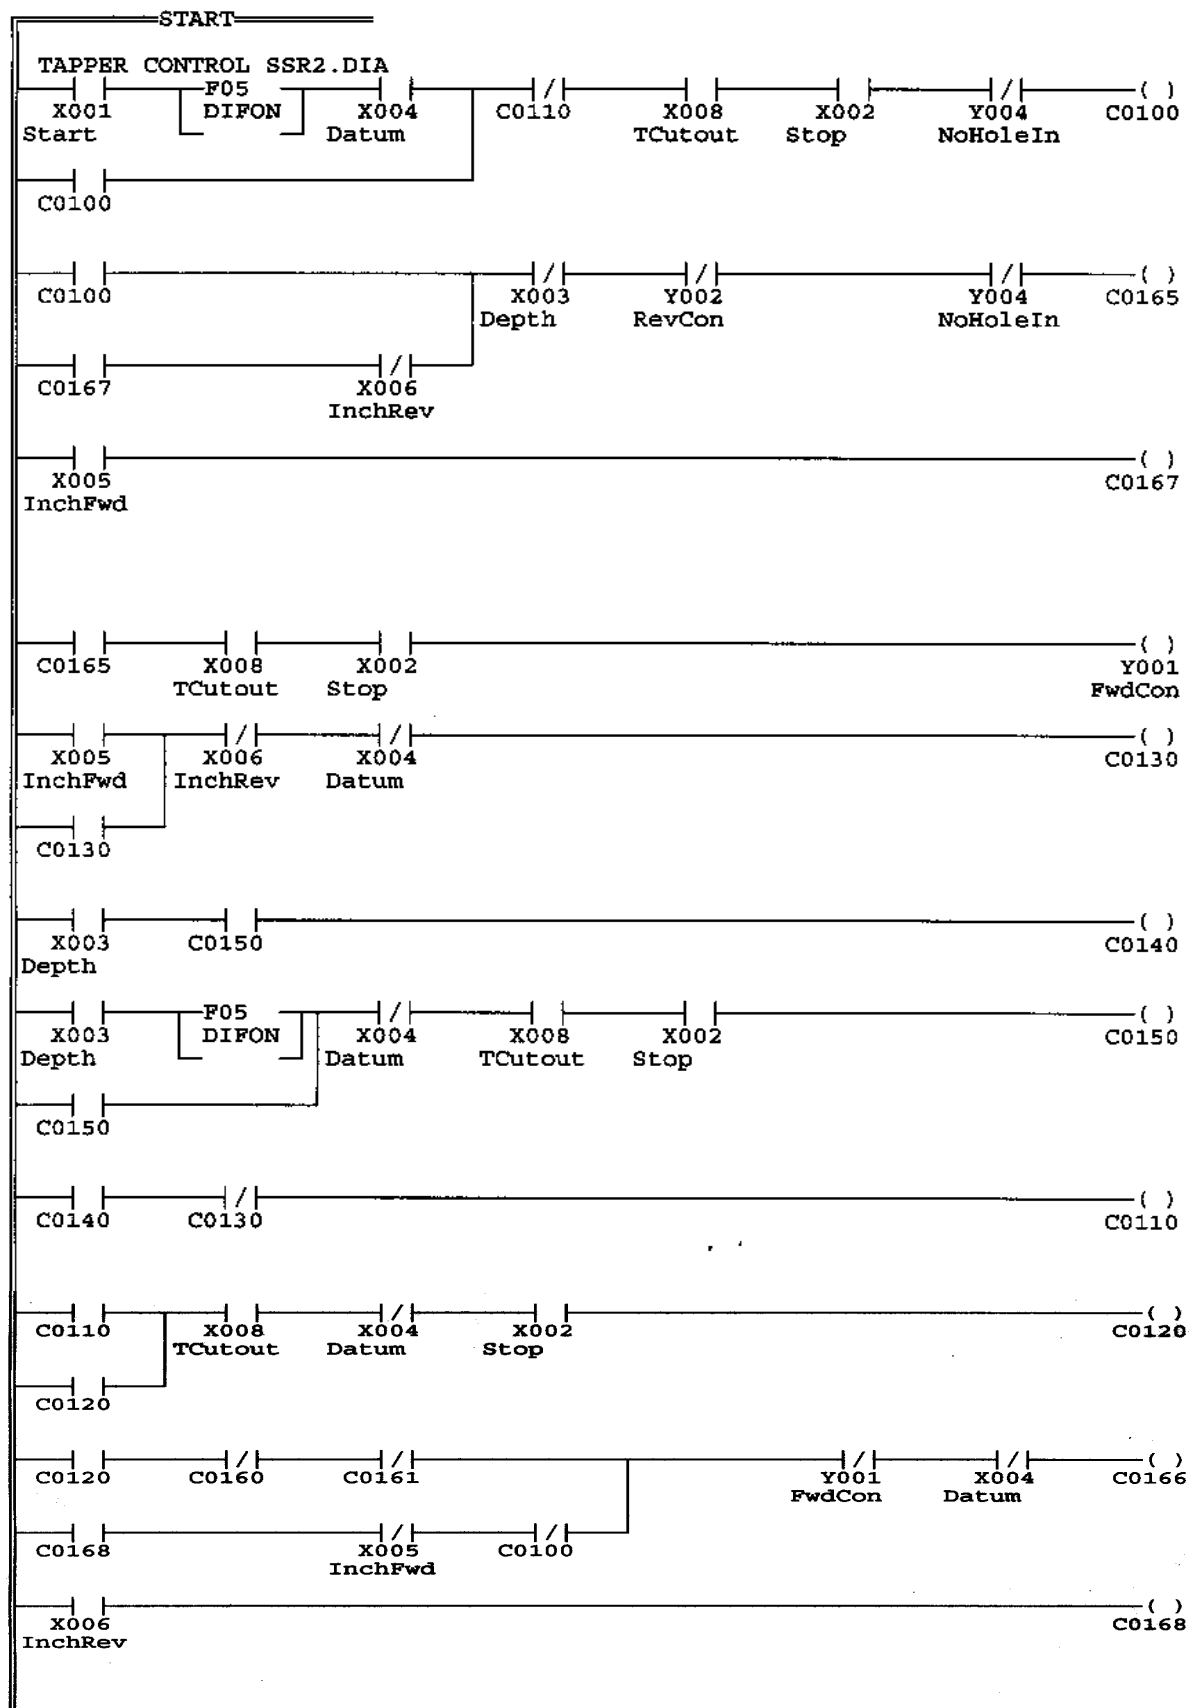 START
TAPPER CONTROL SSR2.DIA
F05
X001 DIFON X004 C0110 X008 X002 Y004 C0100
Start Datum TCutout Stop NoHoleIn
C0100
C0100 X003 Y002 Y004 C0165
Depth RevCon NoHoleIn
C0167 X006
InchRev
X005 C0167
InchFwd
C0165 X008 X002 Y001
TCutout Stop FwdCon
X005 X006 X004 C0130
InchFwd InchRev Datum
C0130
X003 C0150 C0140
Depth
F05
X003 DIFON X004 X008 X002 C0150
Depth Datum TCutout Stop
C0150
C0140 C0130 C0110
C0110 X008 X004 X002 C0120
TCutout Datum Stop
C0120
C0120 C0160 C0161 Y001 X004 C0166
FwdCon Datum
C0168 X005 C0100
InchFwd
X006 C0168
InchRev